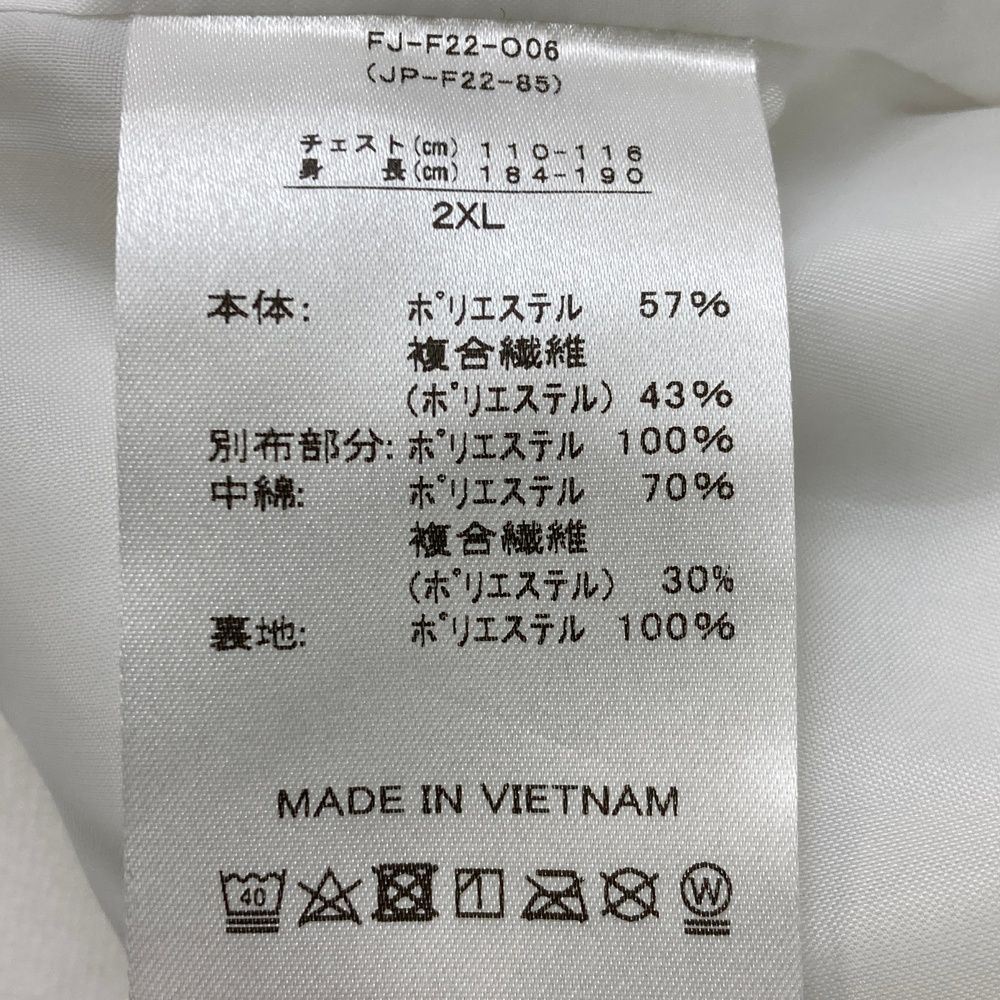 FJ-F22-O06
(JP-F22-85)
チェスト(cm) 110-116
身 長(cm) 184-190
2XL
本体: ポリエステル 57%
複合繊維
(ポリエステル) 43%
別布部分: ポリエステル 100%
中綿: ポリエステル 70%
複合繊維
(ポリエステル) 30%
裏地: ポリエステル 100%
MADE IN VIETNAM
40 W